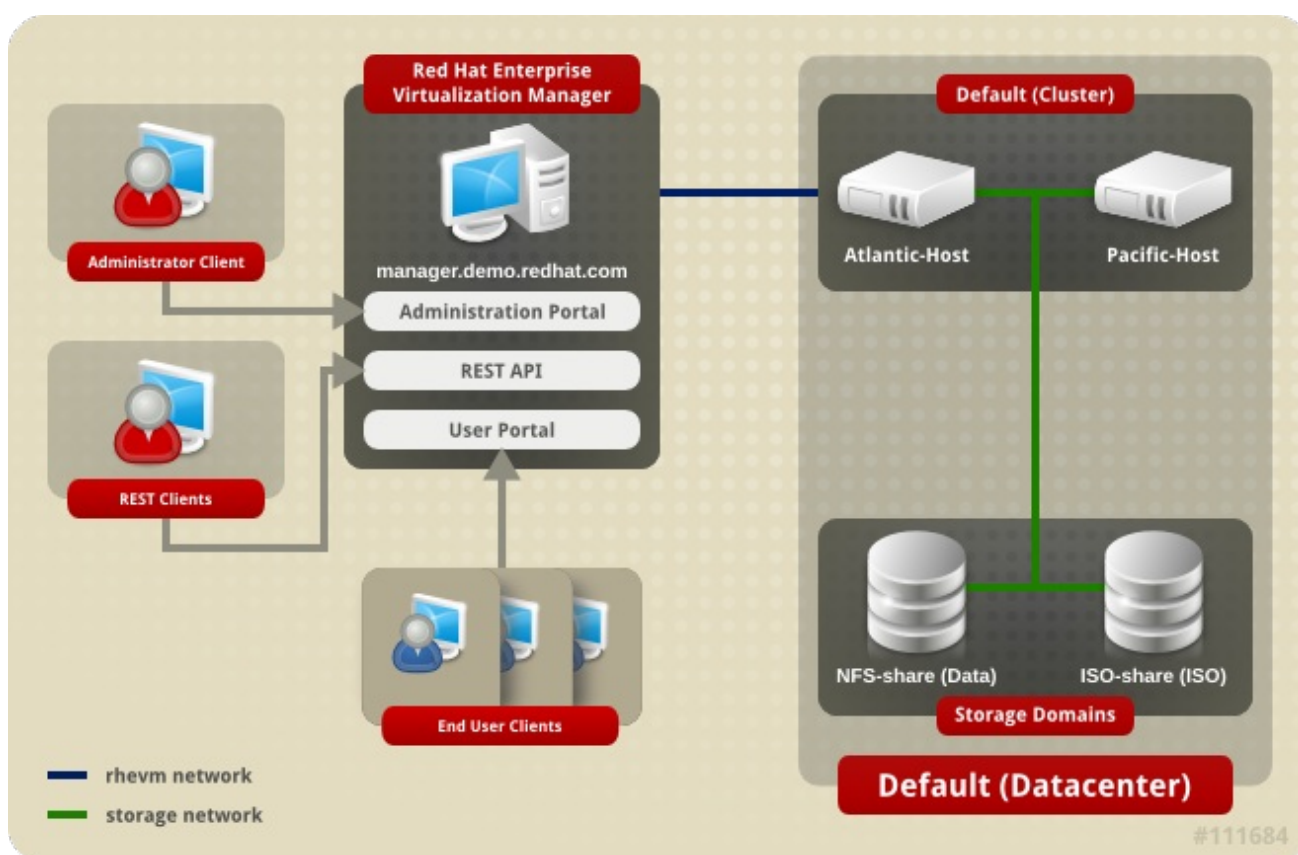 Red Hat Enterprise
Virtualization Manager
Default (Cluster)
Administrator Client
manager.demo.redhat.com
Atlantic-Host
Pacific-Host
Administration Portal
REST API
User Portal
REST Clients
End User Clients
NFS-share (Data)
ISO-share (ISO)
Storage Domains
Default (Datacenter)
rhevm network
storage network
#111684